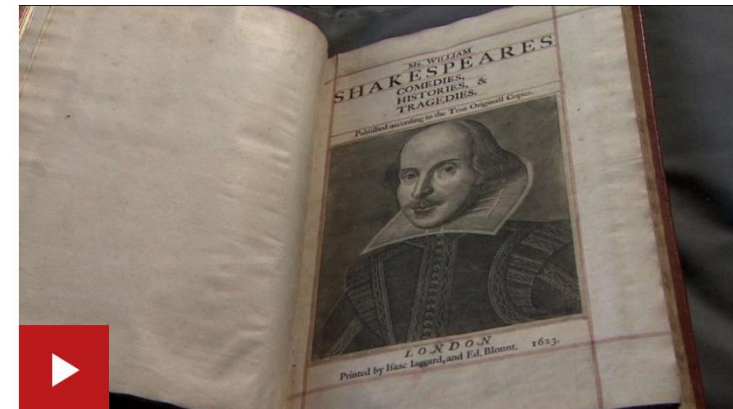 Mr. WILLIAM
SHAKESPEARES
COMEDIES,
HISTORIES, &
TRAGEDIES.
Published according to the True Originall Copies.
LONDON
Printed by Isaac Iaggard, and Ed. Blount. 1623.